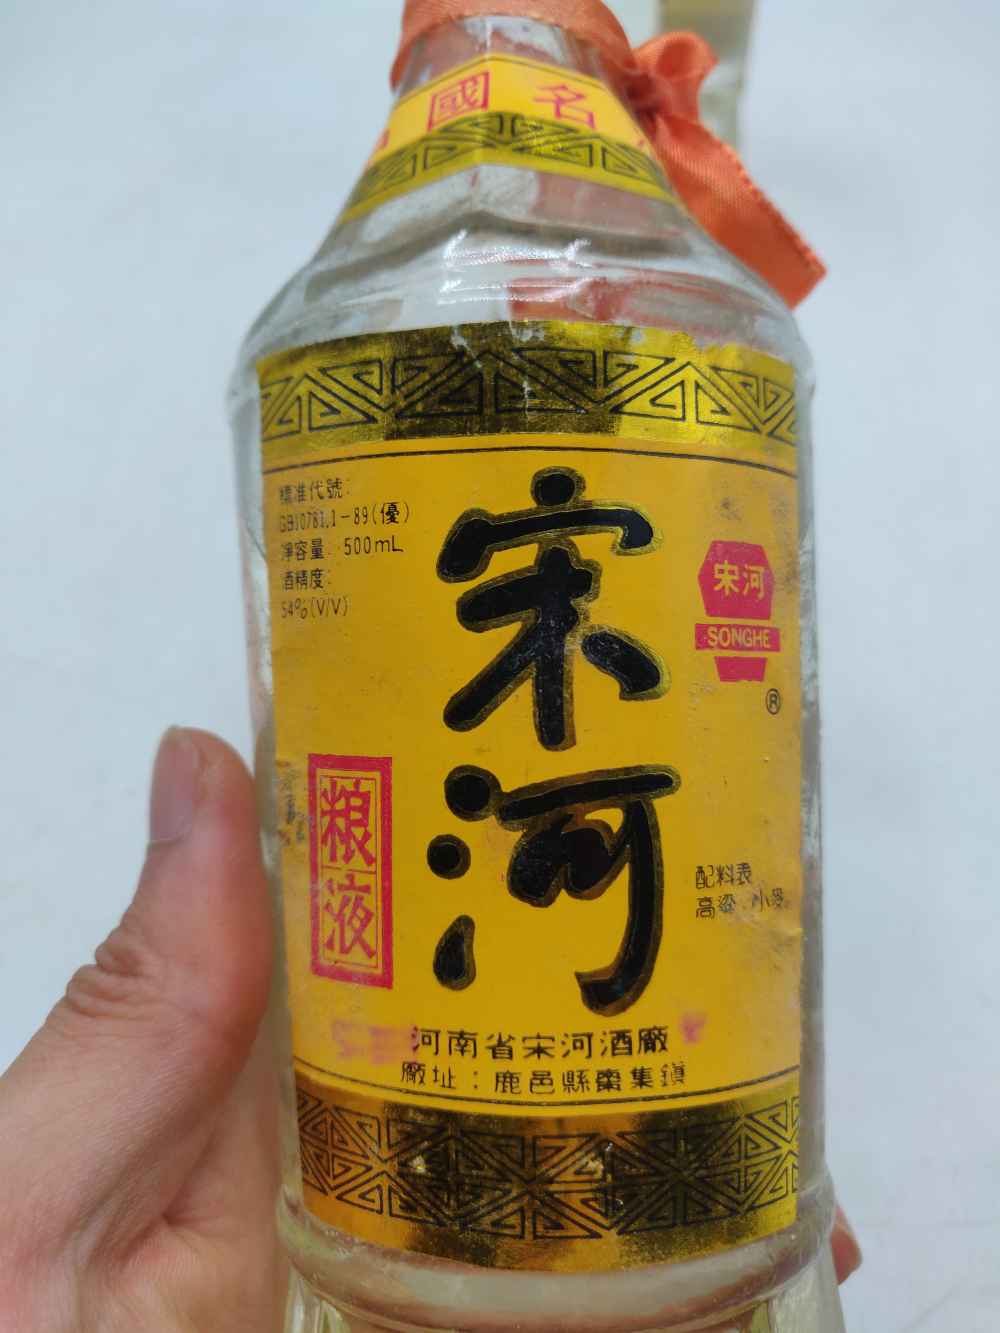 國名
標准代號:
GB10781.1-89(優)
淨容量: 500mL
酒精度:
54%(V/V)
宋河
宋河
SONGHE
®
粮液
配料表
高粱 小麥
河南省宋河酒廠
廠址:鹿邑縣棗集鎮